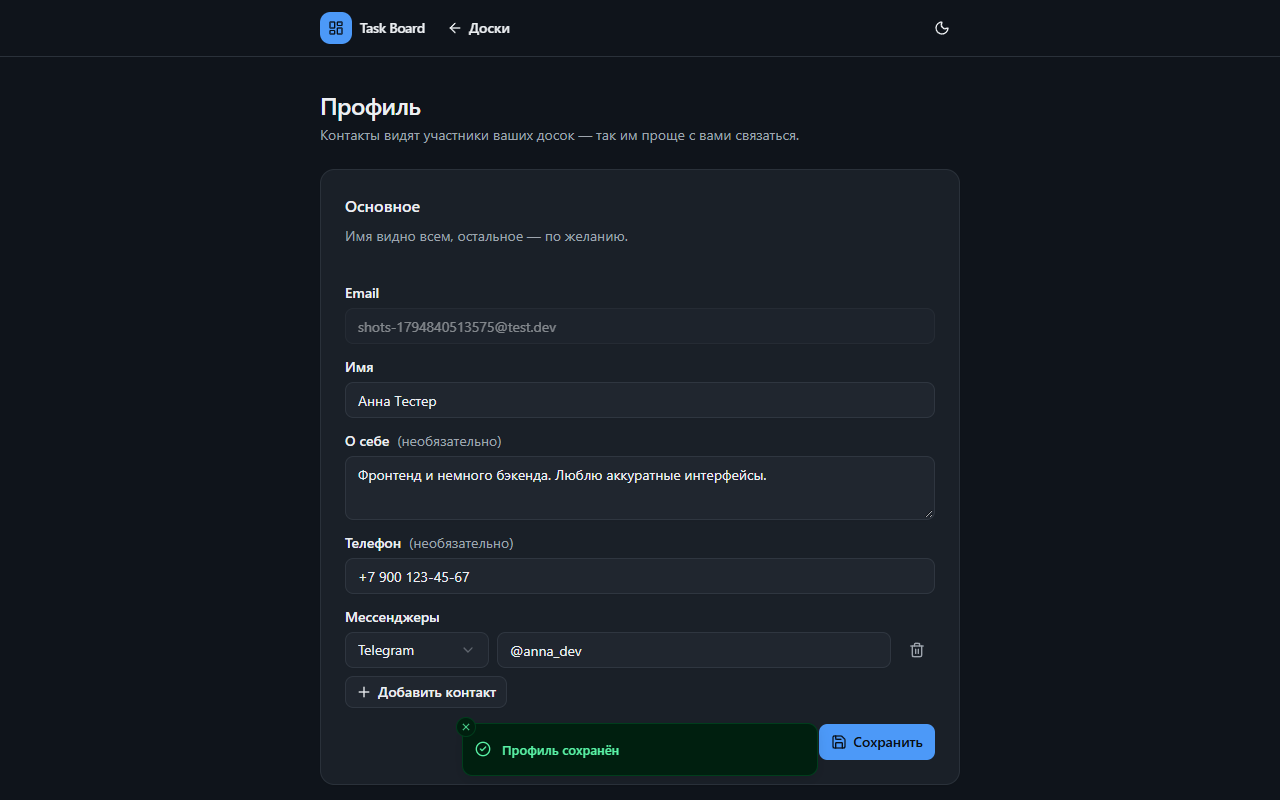 Task Board
Доски
Профиль
Контакты видят участники ваших досок — так им проще с вами связаться.
Основное
Имя видно всем, остальное — по желанию.
Email
shots-1794840513575@test.dev
Имя
Анна Тестер
О себе (необязательно)
Фронтенд и немного бэкенда. Люблю аккуратные интерфейсы.
Телефон (необязательно)
+7 900 123-45-67
Мессенджеры
Telegram @anna_dev
Добавить контакт
Профиль сохранён
Сохранить